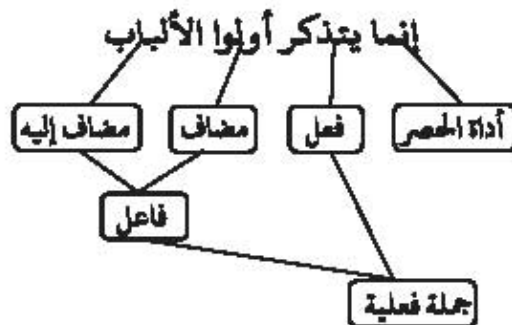 إنما يتذكر أولوا الألباب
أداة الحصر فعل مضاف مضاف إليه
فاعل
جملة فعلية